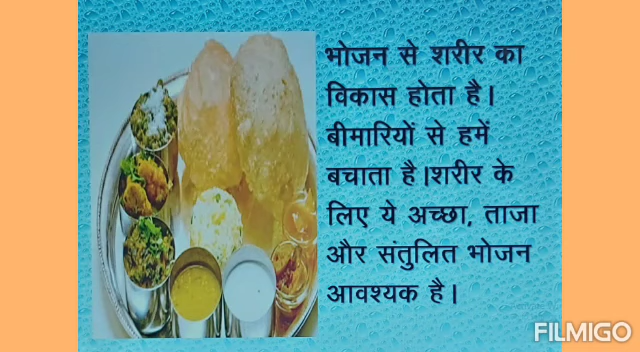 भोजन से शरीर का
विकास होता है।
बीमारियों से हमें
बचाता है।शरीर के
लिए ये अच्छा, ताजा
और संतुलित भोजन
आवश्यक है।
FILMIGO